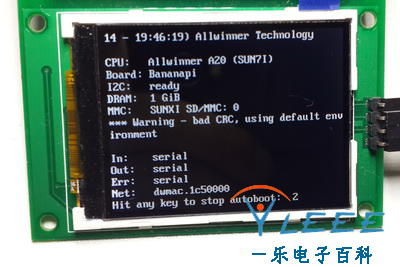 14 - 19:46:19) Allwinner Technology
CPU: Allwinner A20 (SUN7I)
Board: Bananapi
I2C: ready
DRAM: 1 GiB
MMC: SUNXI SD/MMC: 0
*** Warning - bad CRC, using default env
ironment
In: serial
Out: serial
Err: serial
Net: dwmac.1c50000
Hit any key to stop autoboot: 2
YLEEE
一乐电子百科